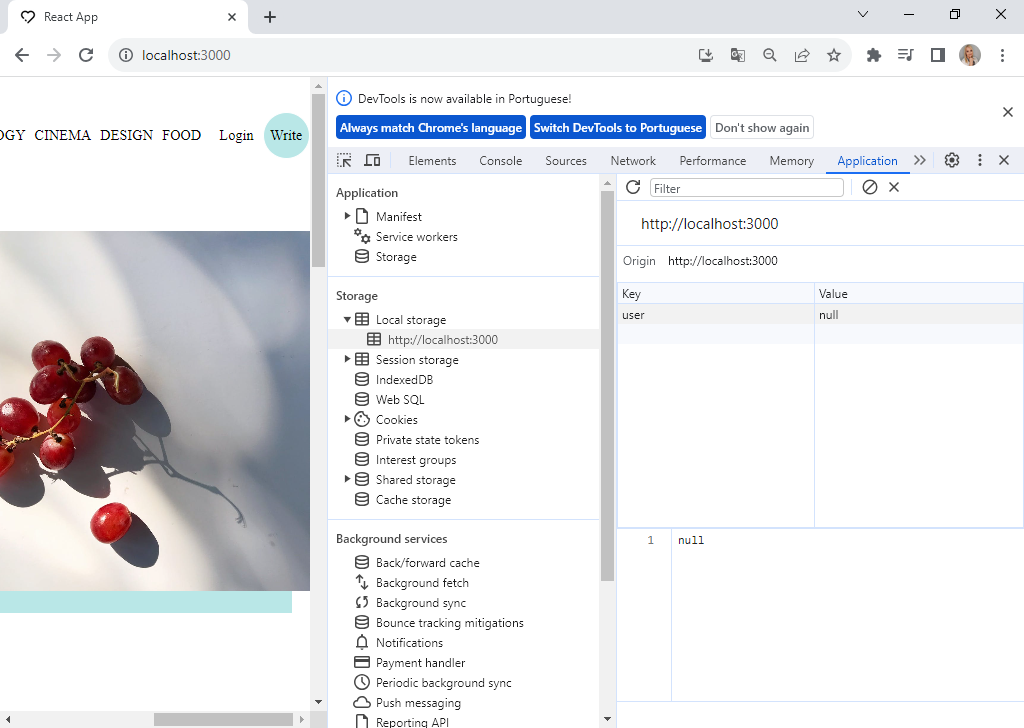 React App
localhost:3000
DevTools is now available in Portuguese!
Always match Chrome's language Switch DevTools to Portuguese Don't show again
OGY CINEMA DESIGN FOOD Login Write
Elements Console Sources Network Performance Memory Application
Application
Manifest
Service workers
Storage
Storage
Local storage
http://localhost:3000
Session storage
IndexedDB
Web SQL
Cookies
Private state tokens
Interest groups
Shared storage
Cache storage
Background services
Back/forward cache
Background fetch
Background sync
Bounce tracking mitigations
Notifications
Payment handler
Periodic background sync
Push messaging
Reporting API
Filter
http://localhost:3000
Origin http://localhost:3000
Key Value
user null
1 null